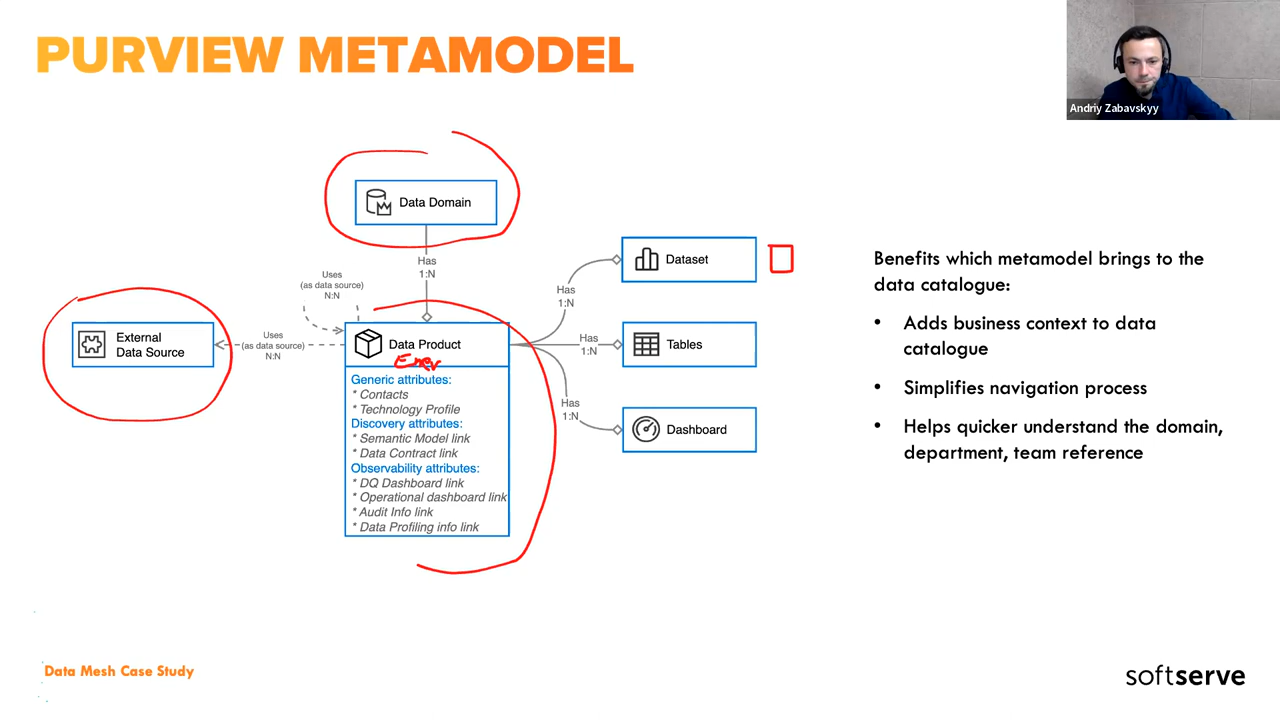 PURVIEW METAMODEL
Andriy Zabavskyy
Data Domain
Has
1:N
Uses
(as data source)
N:N
External
Data Source
Uses
(as data source)
N:N
Data Product
Generic attributes:
* Contacts
* Technology Profile
Discovery attributes:
* Semantic Model link
* Data Contract link
Observability attributes:
* DQ Dashboard link
* Operational dashboard link
* Audit Info link
* Data Profiling info link
Has
1:N
Dataset
Has
1:N
Tables
Has
1:N
Dashboard
Benefits which metamodel brings to the
data catalogue:
• Adds business context to data
catalogue
• Simplifies navigation process
• Helps quicker understand the domain,
department, team reference
Data Mesh Case Study
softserve